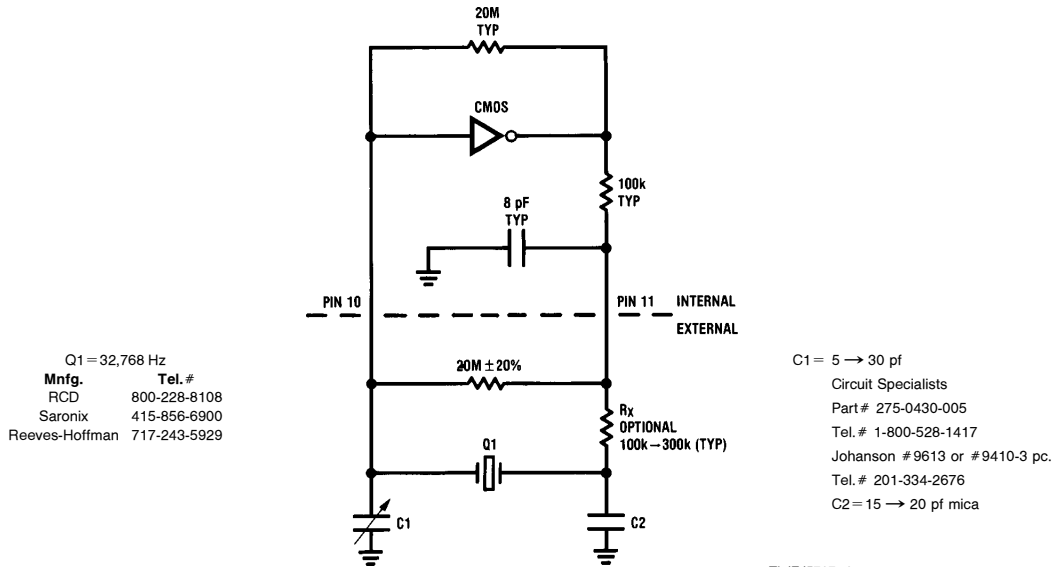 20M
TYP
CMOS
100k
TYP
8 pF
TYP
PIN 10
PIN 11
INTERNAL
EXTERNAL
20M ± 20%
Rx
OPTIONAL
100k → 300k (TYP)
Q1
C1
C2
Q1 = 32,768 Hz
Mnfg. Tel. #
RCD 800-228-8108
Saronix 415-856-6900
Reeves-Hoffman 717-243-5929
C1 = 5 → 30 pf
Circuit Specialists
Part # 275-0430-005
Tel. # 1-800-528-1417
Johanson #9613 or #9410-3 pc.
Tel. # 201-334-2676
C2 = 15 → 20 pf mica